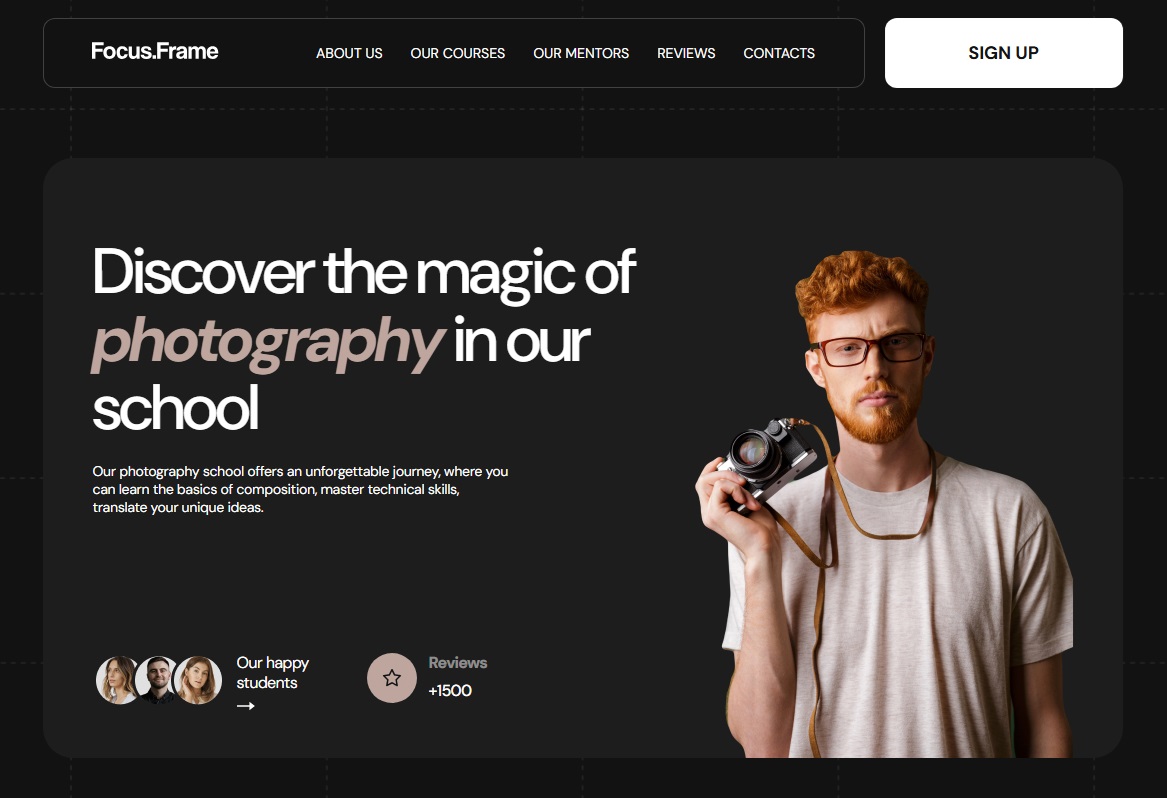 Focus.Frame
ABOUT US
OUR COURSES
OUR MENTORS
REVIEWS
CONTACTS
SIGN UP
Discover the magic of
photography in our
school
Our photography school offers an unforgettable journey, where you
can learn the basics of composition, master technical skills,
translate your unique ideas.
Our happy
students
→
Reviews
+1500